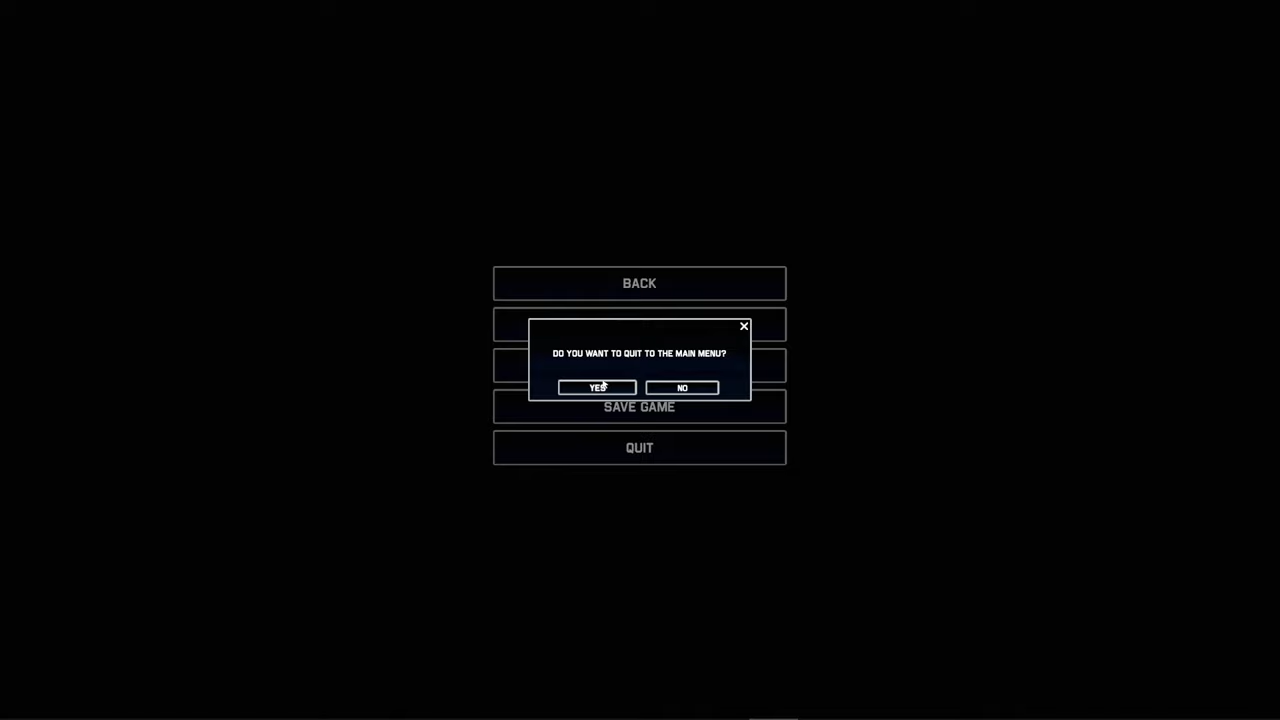 BACK
X
DO YOU WANT TO QUIT TO THE MAIN MENU?
YES NO
SAVE GAME
QUIT